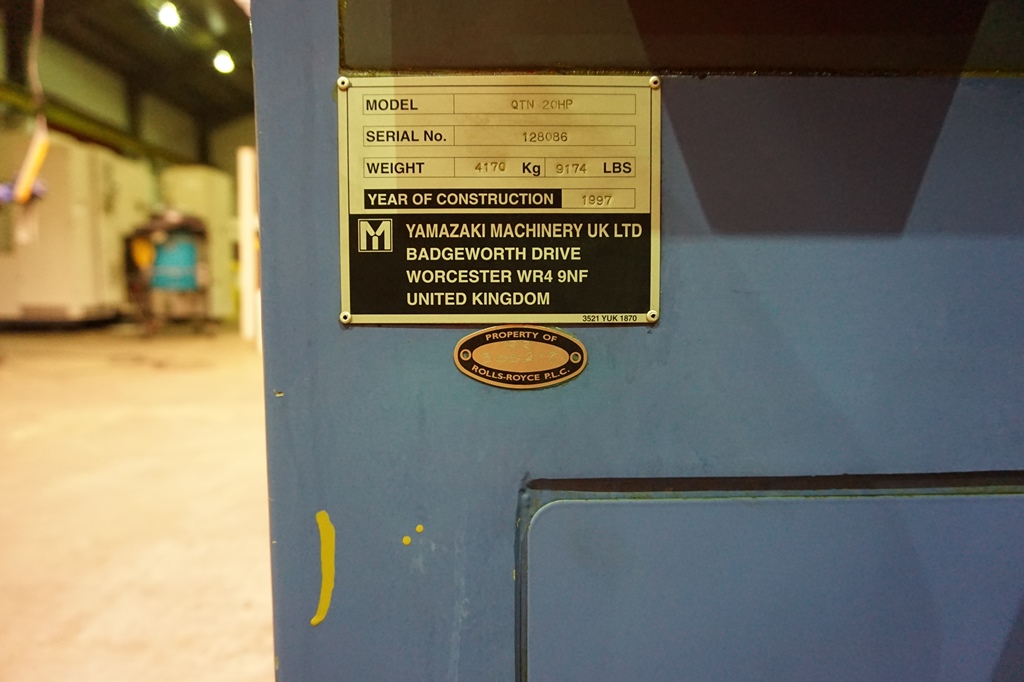 MODEL QTN 20HP
SERIAL No. 128086
WEIGHT 4170 Kg 9174 LBS
YEAR OF CONSTRUCTION 1997
YAMAZAKI MACHINERY UK LTD
BADGEWORTH DRIVE
WORCESTER WR4 9NF
UNITED KINGDOM
3521 YUK 1870
PROPERTY OF
ROLLS-ROYCE P.L.C.